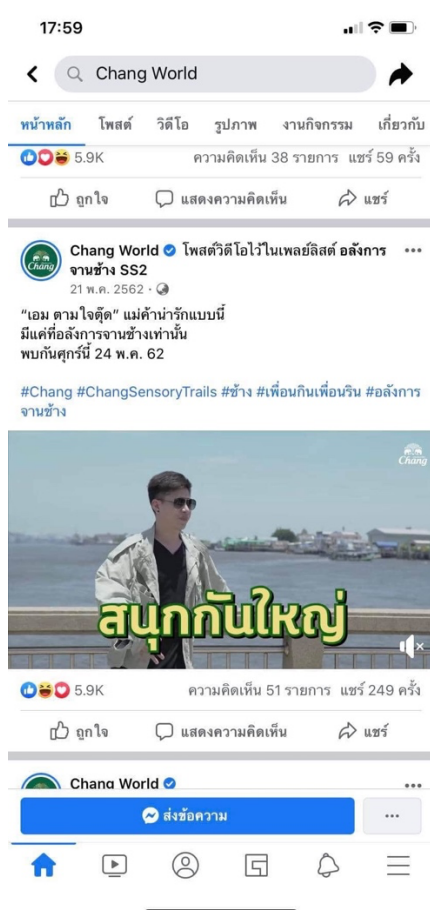 17:59
Chang World
หน้าหลัก โพสต์ วิดีโอ รูปภาพ งานกิจกรรม เกี่ยวกับ
5.9K ความคิดเห็น 38 รายการ แชร์ 59 ครั้ง
ถูกใจ แสดงความคิดเห็น แชร์
Chang World โพสต์วิดีโอไว้ในเพลย์ลิสต์ อลังการ
จานช้าง SS2
21 พ.ค. 2562
"เอม ตามใจตุ๊ด" แม่ค้าน่ารักแบบนี้
มีแค่ที่อลังการจานช้างเท่านั้น
พบกันศุกร์นี้ 24 พ.ค. 62
#Chang #ChangSensoryTrails #ช้าง #เพื่อนกินเพื่อนริน #อลังการ
จานช้าง
Chang
สนุกกันใหญ่
5.9K ความคิดเห็น 51 รายการ แชร์ 249 ครั้ง
ถูกใจ แสดงความคิดเห็น แชร์
Chang World
ส่งข้อความ